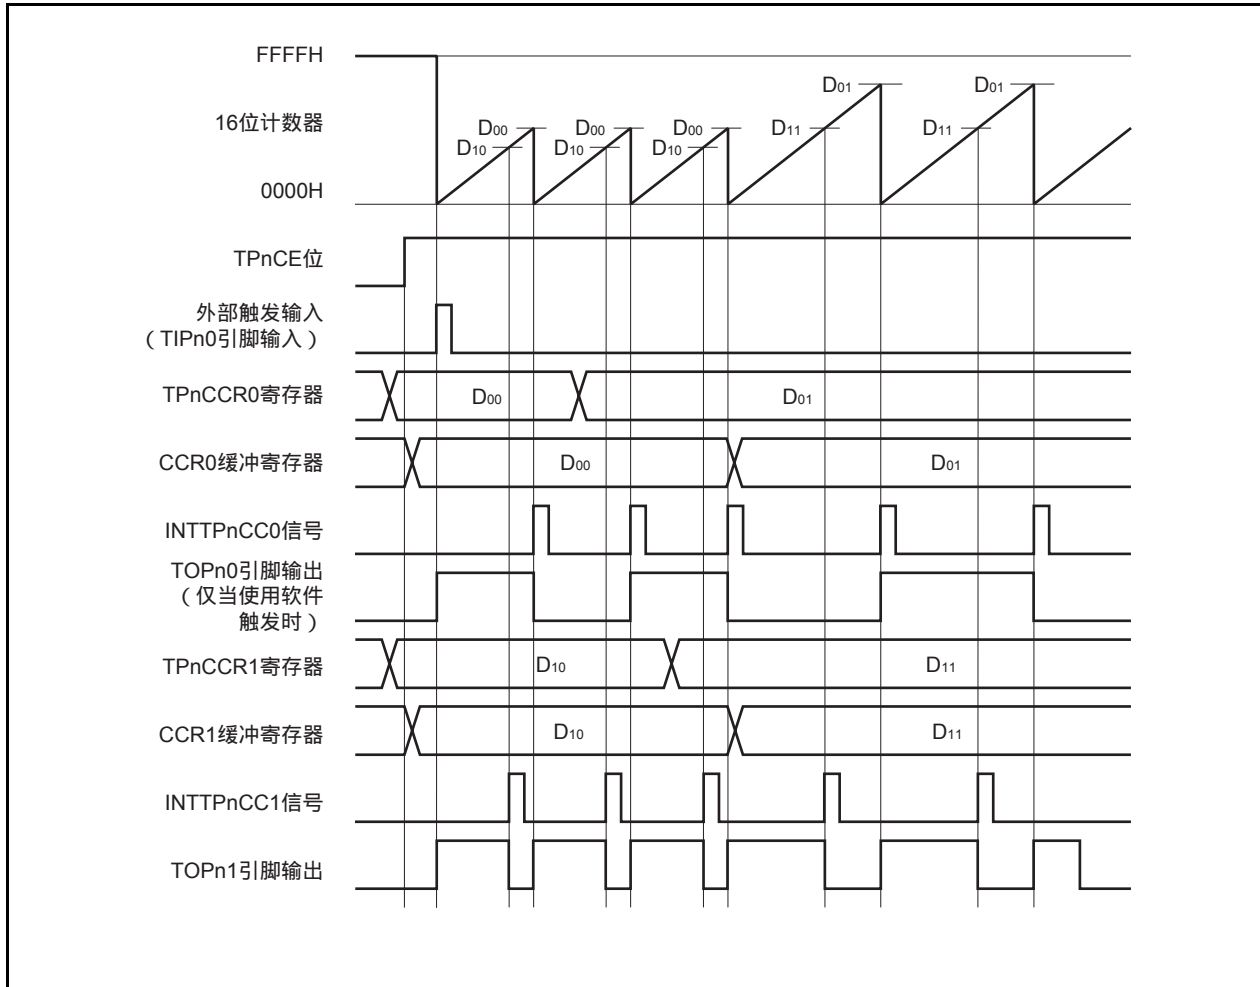 FFFFH
D01 D01
16位计数器
D00 D00 D00 D11 D11
D10 D10 D10
0000H
TPnCE位
外部触发输入
（TIPn0引脚输入）
TPnCCR0寄存器
D00 D01
CCR0缓冲寄存器
D00 D01
INTTPnCC0信号
TOPn0引脚输出
（仅当使用软件
触发时）
TPnCCR1寄存器
D10 D11
CCR1缓冲寄存器
D10 D11
INTTPnCC1信号
TOPn1引脚输出